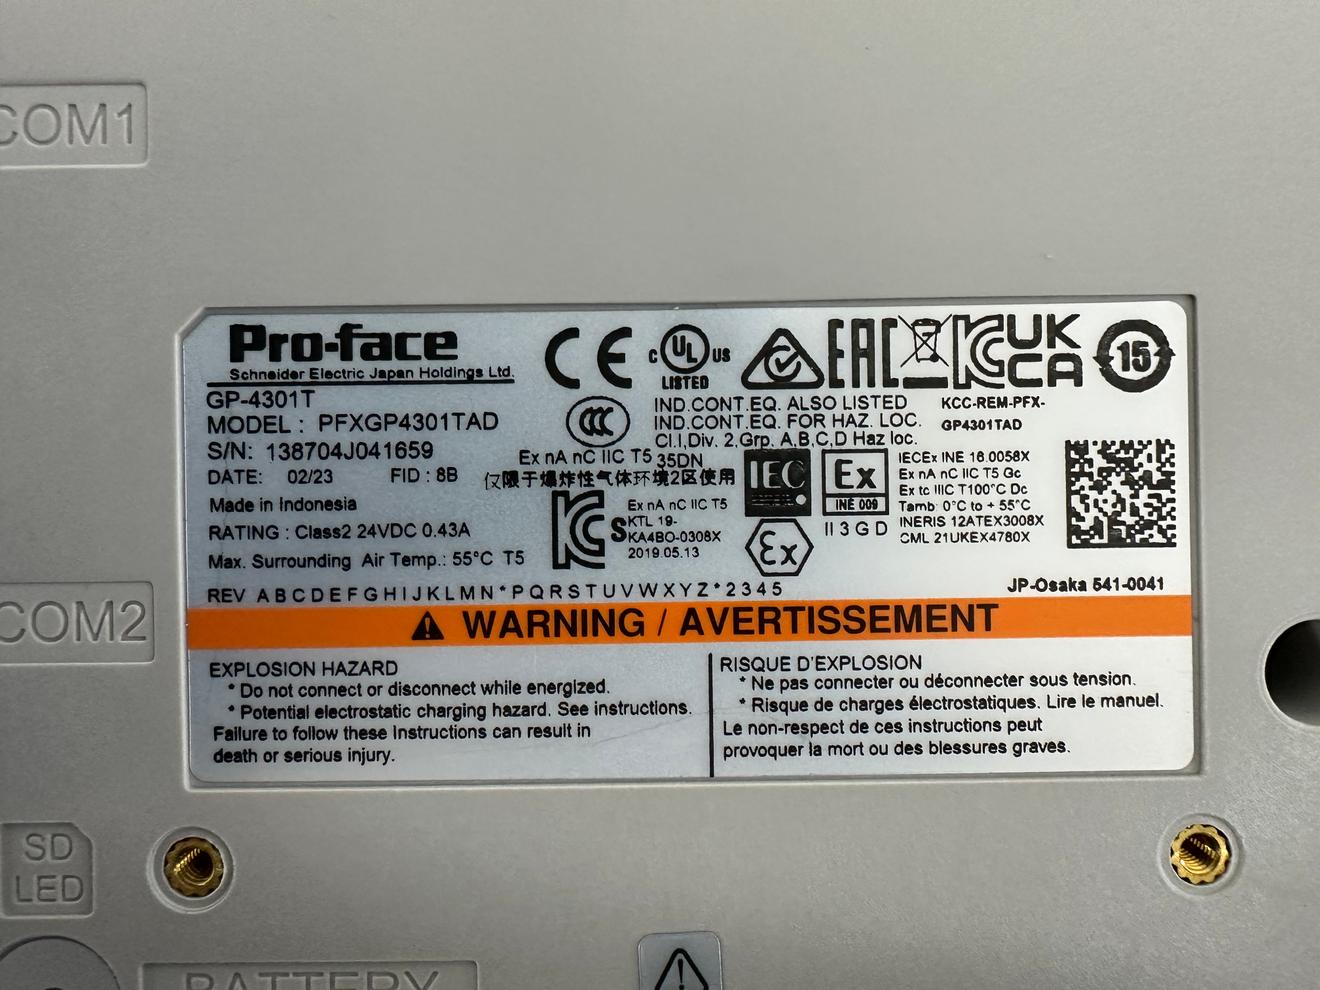 COM1
Pro-face
Schneider Electric Japan Holdings Ltd.
CE
C UL US
LISTED
EAC
KC
UK
CA
15
GP-4301T
MODEL : PFXGP4301TAD
S/N: 138704J041659
DATE: 02/23 FID : 8B
Made in Indonesia
RATING : Class2 24VDC 0.43A
Max. Surrounding Air Temp.: 55°C T5
CCC
IND.CONT.EQ. ALSO LISTED
IND.CONT.EQ. FOR HAZ. LOC.
Cl.I,Div. 2,Grp. A,B,C,D Haz loc.
35DN
KCC-REM-PFX-
GP4301TAD
Ex nA nC IIC T5
仅限于爆炸性气体环境2区使用
KCs
Ex nA nC IIC T5
KTL 19-
KA4BO-0308X
2019.05.13
IEC
Ex
INE 009
Ex
II 3 G D
IECEx INE 16.0058X
Ex nA nC IIC T5 Gc
Ex tc IIIC T100°C Dc
Tamb: 0°C to + 55°C
INERIS 12ATEX3008X
CML 21UKEX4780X
REV A B C D E F G H I J K L M N * P Q R S T U V W X Y Z * 2 3 4 5
JP-Osaka 541-0041
WARNING / AVERTISSEMENT
EXPLOSION HAZARD
* Do not connect or disconnect while energized.
* Potential electrostatic charging hazard. See instructions.
Failure to follow these Instructions can result in
death or serious injury.
RISQUE D'EXPLOSION
* Ne pas connecter ou déconnecter sous tension.
* Risque de charges électrostatiques. Lire le manuel.
Le non-respect de ces instructions peut
provoquer la mort ou des blessures graves.
COM2
SD
LED
BATTERY